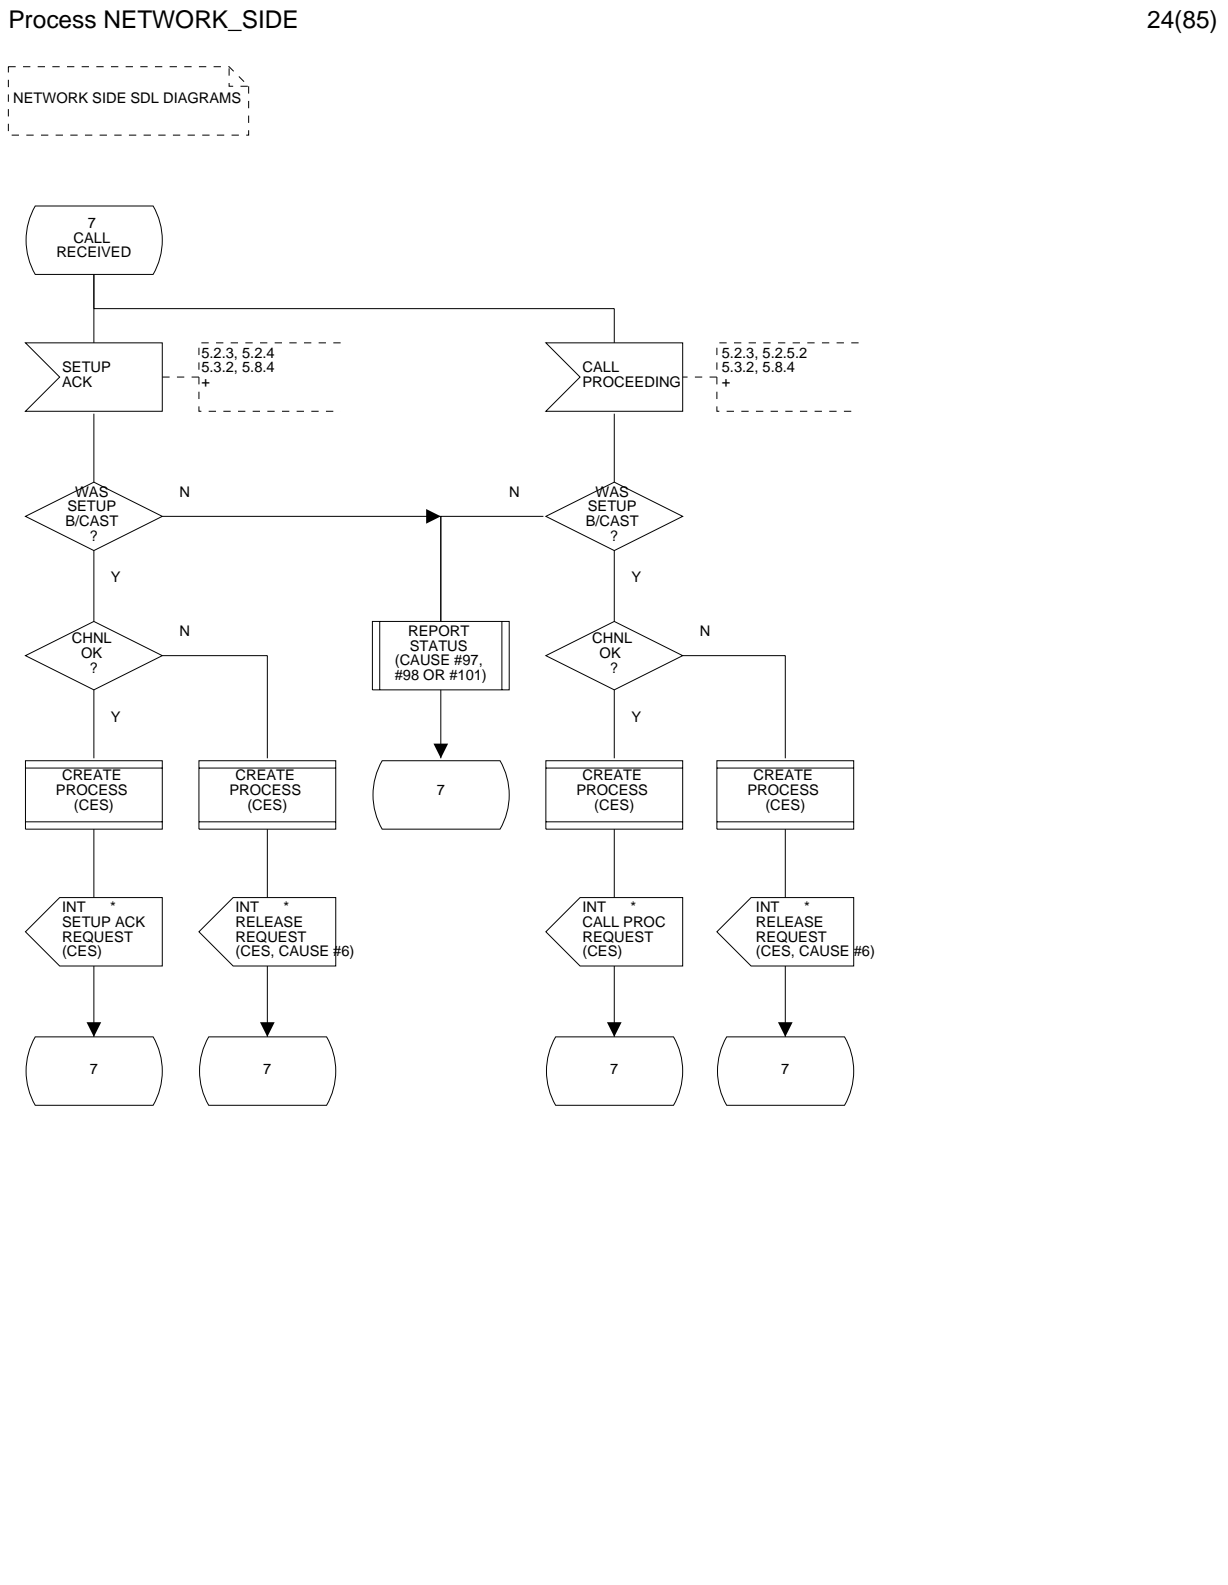 Process NETWORK_SIDE
24(85)
NETWORK SIDE SDL DIAGRAMS
7
CALL
RECEIVED
SETUP
ACK
5.2.3, 5.2.4
5.3.2, 5.8.4
+
CALL
PROCEEDING
5.2.3, 5.2.5.2
5.3.2, 5.8.4
+
WAS
SETUP
B/CAST
?
N
N
WAS
SETUP
B/CAST
?
Y
Y
CHNL
OK
?
N
REPORT
STATUS
(CAUSE #97,
#98 OR #101)
CHNL
OK
?
N
Y
Y
CREATE
PROCESS
(CES)
CREATE
PROCESS
(CES)
7
CREATE
PROCESS
(CES)
CREATE
PROCESS
(CES)
INT *
SETUP ACK
REQUEST
(CES)
INT *
RELEASE
REQUEST
(CES, CAUSE #6)
INT *
CALL PROC
REQUEST
(CES)
INT *
RELEASE
REQUEST
(CES, CAUSE #6)
7
7
7
7